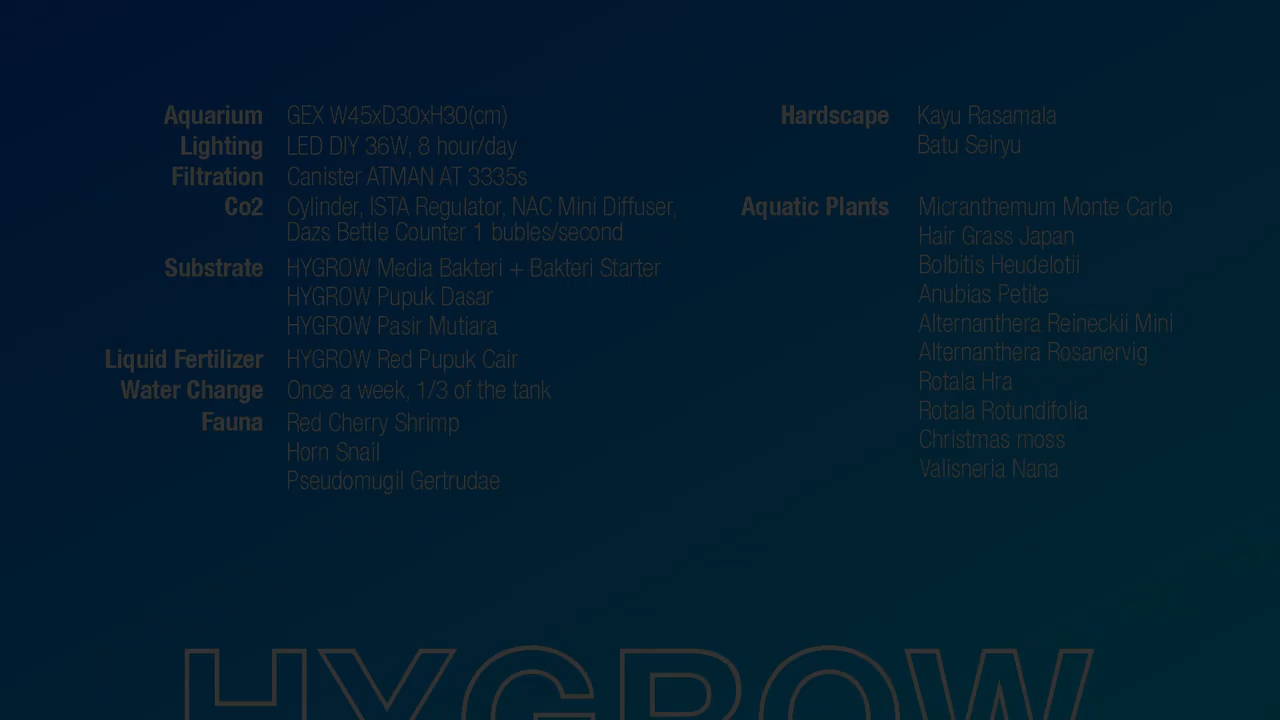 Aquarium GEX W45xD30xH30(cm)
Lighting LED DIY 36W, 8 hour/day
Filtration Canister ATMAN AT 3335s
Co2 Cylinder, ISTA Regulator, NAC Mini Diffuser,
Dazs Bettle Counter 1 bubles/second
Substrate HYGROW Media Bakteri + Bakteri Starter
HYGROW Pupuk Dasar
HYGROW Pasir Mutiara
Liquid Fertilizer HYGROW Red Pupuk Cair
Water Change Once a week, 1/3 of the tank
Fauna Red Cherry Shrimp
Horn Snail
Pseudomugil Gertrudae
Hardscape Kayu Rasamala
Batu Seiryu
Aquatic Plants Micranthemum Monte Carlo
Hair Grass Japan
Bolbitis Heudelotii
Anubias Petite
Alternanthera Reineckii Mini
Alternanthera Rosanervig
Rotala Hra
Rotala Rotundifolia
Christmas moss
Valisneria Nana
HYGROW